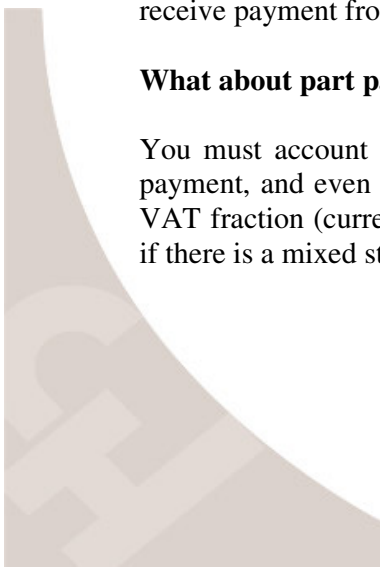 receive payment fro
What about part pa
You must account
payment, and even
VAT fraction (curre
if there is a mixed st